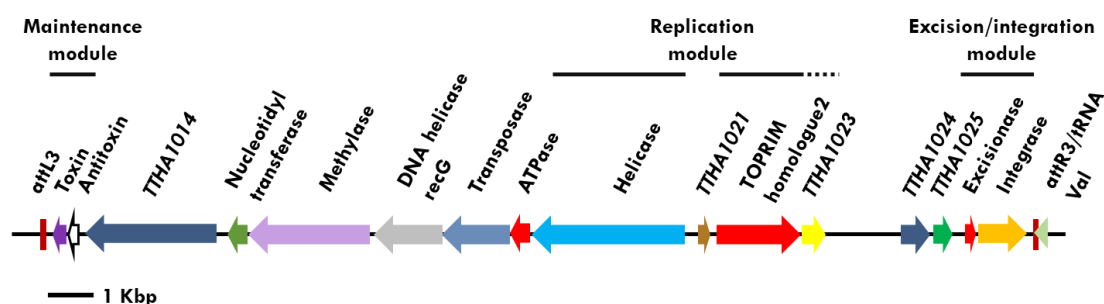 Maintenance
module
Replication
module
Excision/integration
module
attL3
Toxin
Antitoxin
TTHA1014
Nucleotidyl
transferase
Methylase
DNA helicase
recG
Transposase
ATPase
Helicase
TTHA1021
TOPRIM
homologue2
TTHA1023
TTHA1024
TTHA1025
Excisionase
Integrase
attR3/tRNA
Val
1 Kbp